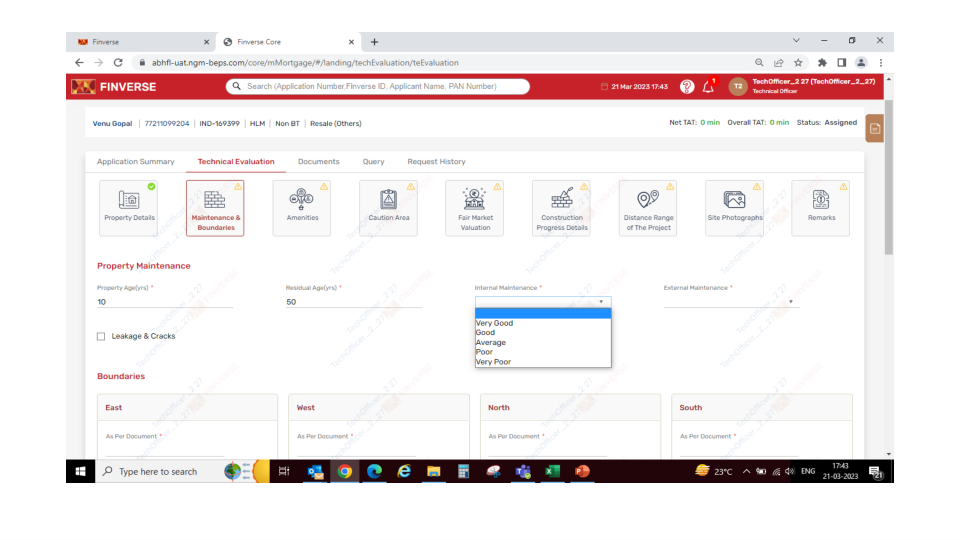 Finverse
Finverse Core
abhfl-uat.ngm-beps.com/core/mMortgage/#/landing/techEvaluation/teEvaluation
FINVERSE
Search (Application Number,Finverse ID, Applicant Name, PAN Number)
21 Mar 2023 17:43
T2
TechOfficer_2 27 (TechOfficer_2_27)
Technical Officer
Venu Gopal | 77211099204 | IND-169399 | HLM | Non BT | Resale (Others)
Net TAT: 0 min Overall TAT: 0 min Status: Assigned
Application Summary Technical Evaluation Documents Query Request History
Property Details
Maintenance &
Boundaries
Amenities
Caution Area
Fair Market
Valuation
Construction
Progress Details
Distance Range
of The Project
Site Photographs
Remarks
Property Maintenance
Property Age(yrs) *
10
Residual Age(yrs) *
50
Internal Maintenance *
Very Good
Good
Average
Poor
Very Poor
External Maintenance *
Leakage & Cracks
Boundaries
East
As Per Document *
West
As Per Document *
North
As Per Document *
South
As Per Document *
Type here to search
23°C
ENG
17:43
21-03-2023
21